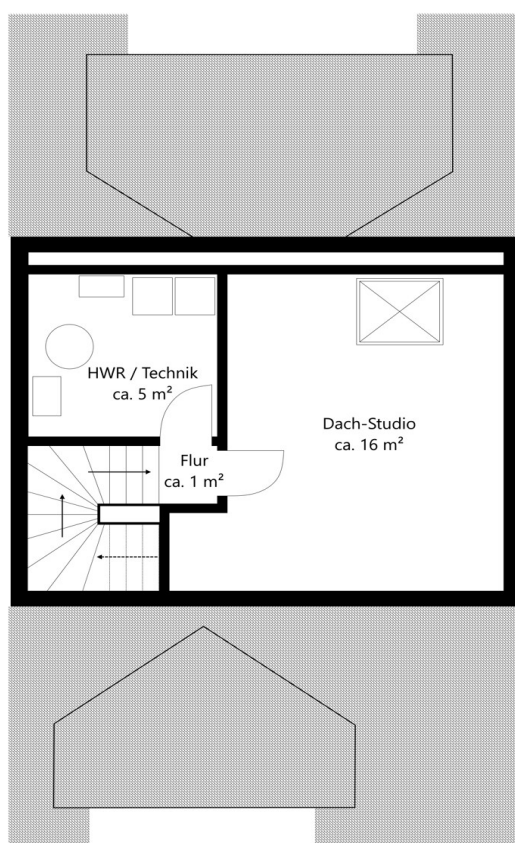 HWR / Technik
ca. 5 m²
Dach-Studio
ca. 16 m²
Flur
ca. 1 m²